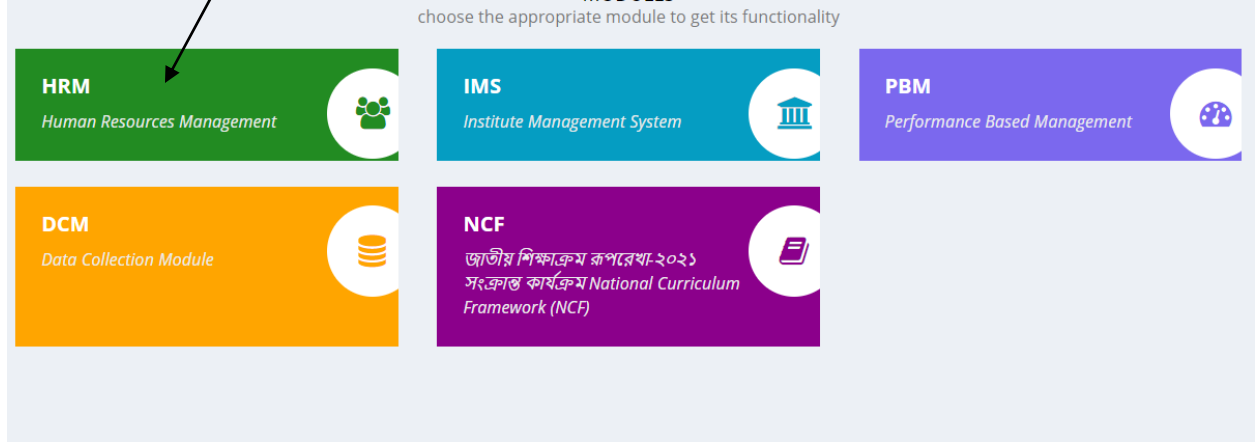 MODULES
choose the appropriate module to get its functionality
HRM
Human Resources Management
IMS
Institute Management System
PBM
Performance Based Management
DCM
Data Collection Module
NCF
জাতীয় শিক্ষাক্রম রূপরেখা-২০২১
সংক্রান্ত কার্যক্রম National Curriculum
Framework (NCF)